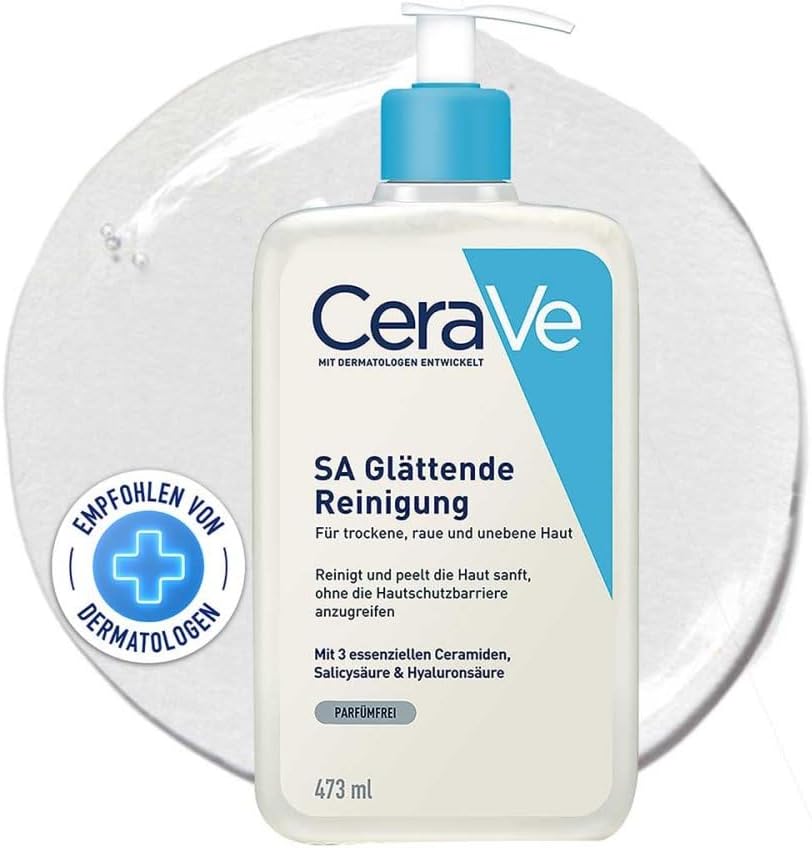 CeraVe
MIT DERMATOLOGEN ENTWICKELT
SA Glättende
Reinigung
Für trockene, raue und unebene Haut
Reinigt und peelt die Haut sanft,
ohne die Hautschutzbarriere
anzugreifen
Mit 3 essenziellen Ceramiden,
Salicysäure & Hyaluronsäure
PARFÜMFREI
473 ml
EMPFOHLEN VON
DERMATOLOGEN